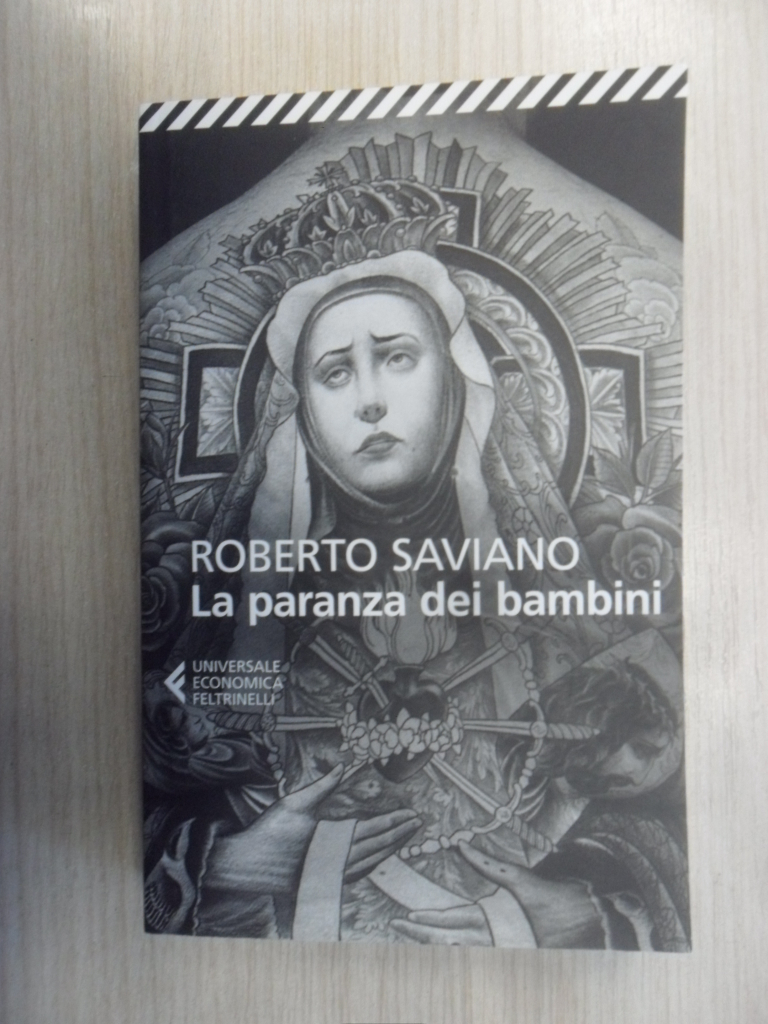 ROBERTO SAVIANO
La paranza dei bambini
UNIVERSALE
ECONOMICA
FELTRINELLI